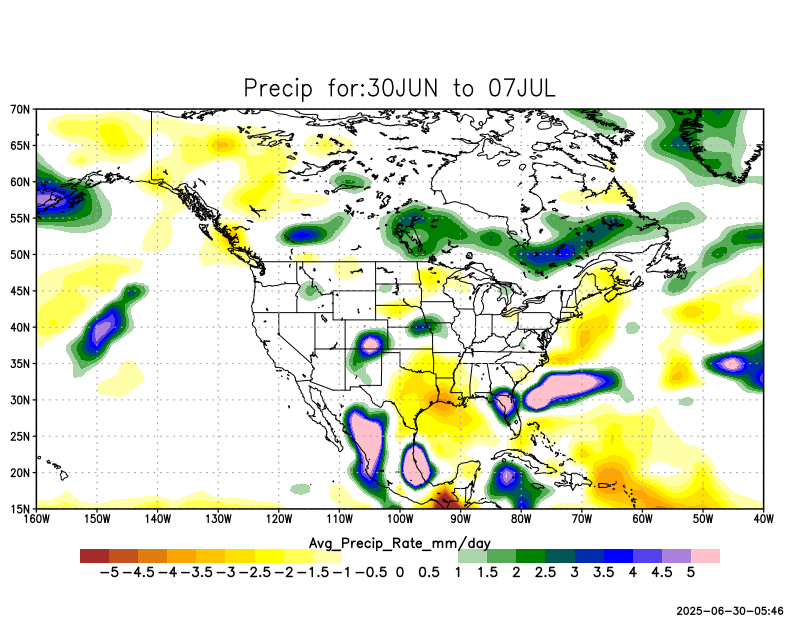 Precip for:30JUN to 07JUL
70N
65N
60N
55N
50N
45N
40N
35N
30N
25N
20N
15N
160W 150W 140W 130W 120W 110W 100W 90W 80W 70W 60W 50W 40W
Avg_Precip_Rate_mm/day
-5 -4.5 -4 -3.5 -3 -2.5 -2 -1.5 -1 -0.5 0 0.5 1 1.5 2 2.5 3 3.5 4 4.5 5
2025-06-30-05:46